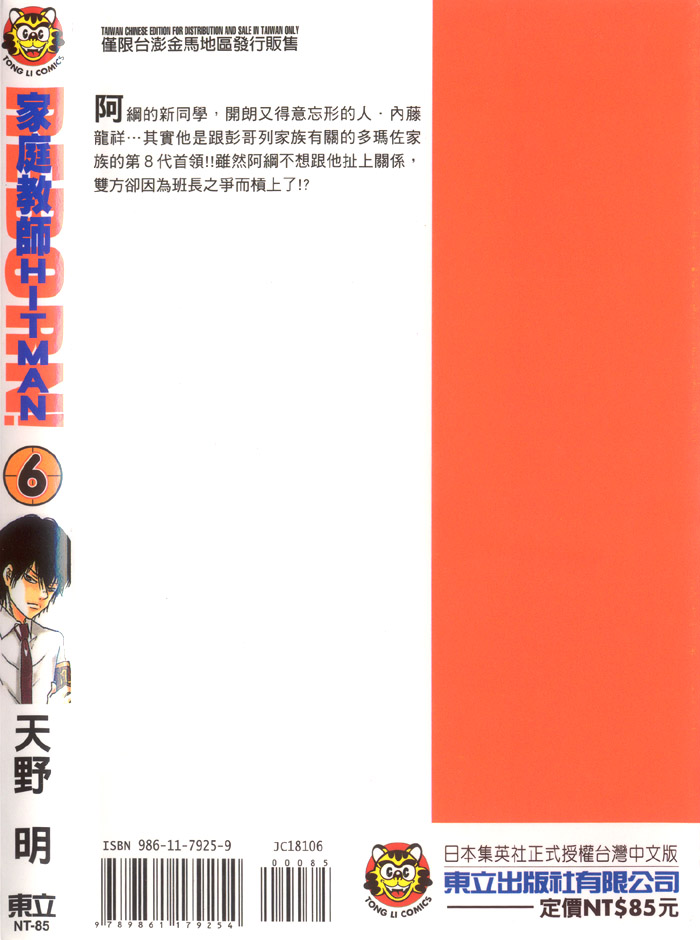 TONG LI COMICS
家庭教師HITMAN
REBORN!
6
天野 明
東立
NT-85
TAIWAN CHINESE EDITION FOR DISTRIBUTION AND SALE IN TAIWAN ONLY
僅限台澎金馬地區發行販售
阿綱的新同學，開朗又得意忘形的人．內藤
龍祥…其實他是跟彭哥列家族有關的多瑪佐家
族的第8代首領!!雖然阿綱不想跟他扯上關係，
雙方卻因為班長之爭而槓上了!?
ISBN 986-11-7925-9
JC18106
00085
9 789861 179254
TONG LI COMICS
日本集英社正式授權台灣中文版
東立出版社有限公司
定價NT$85元